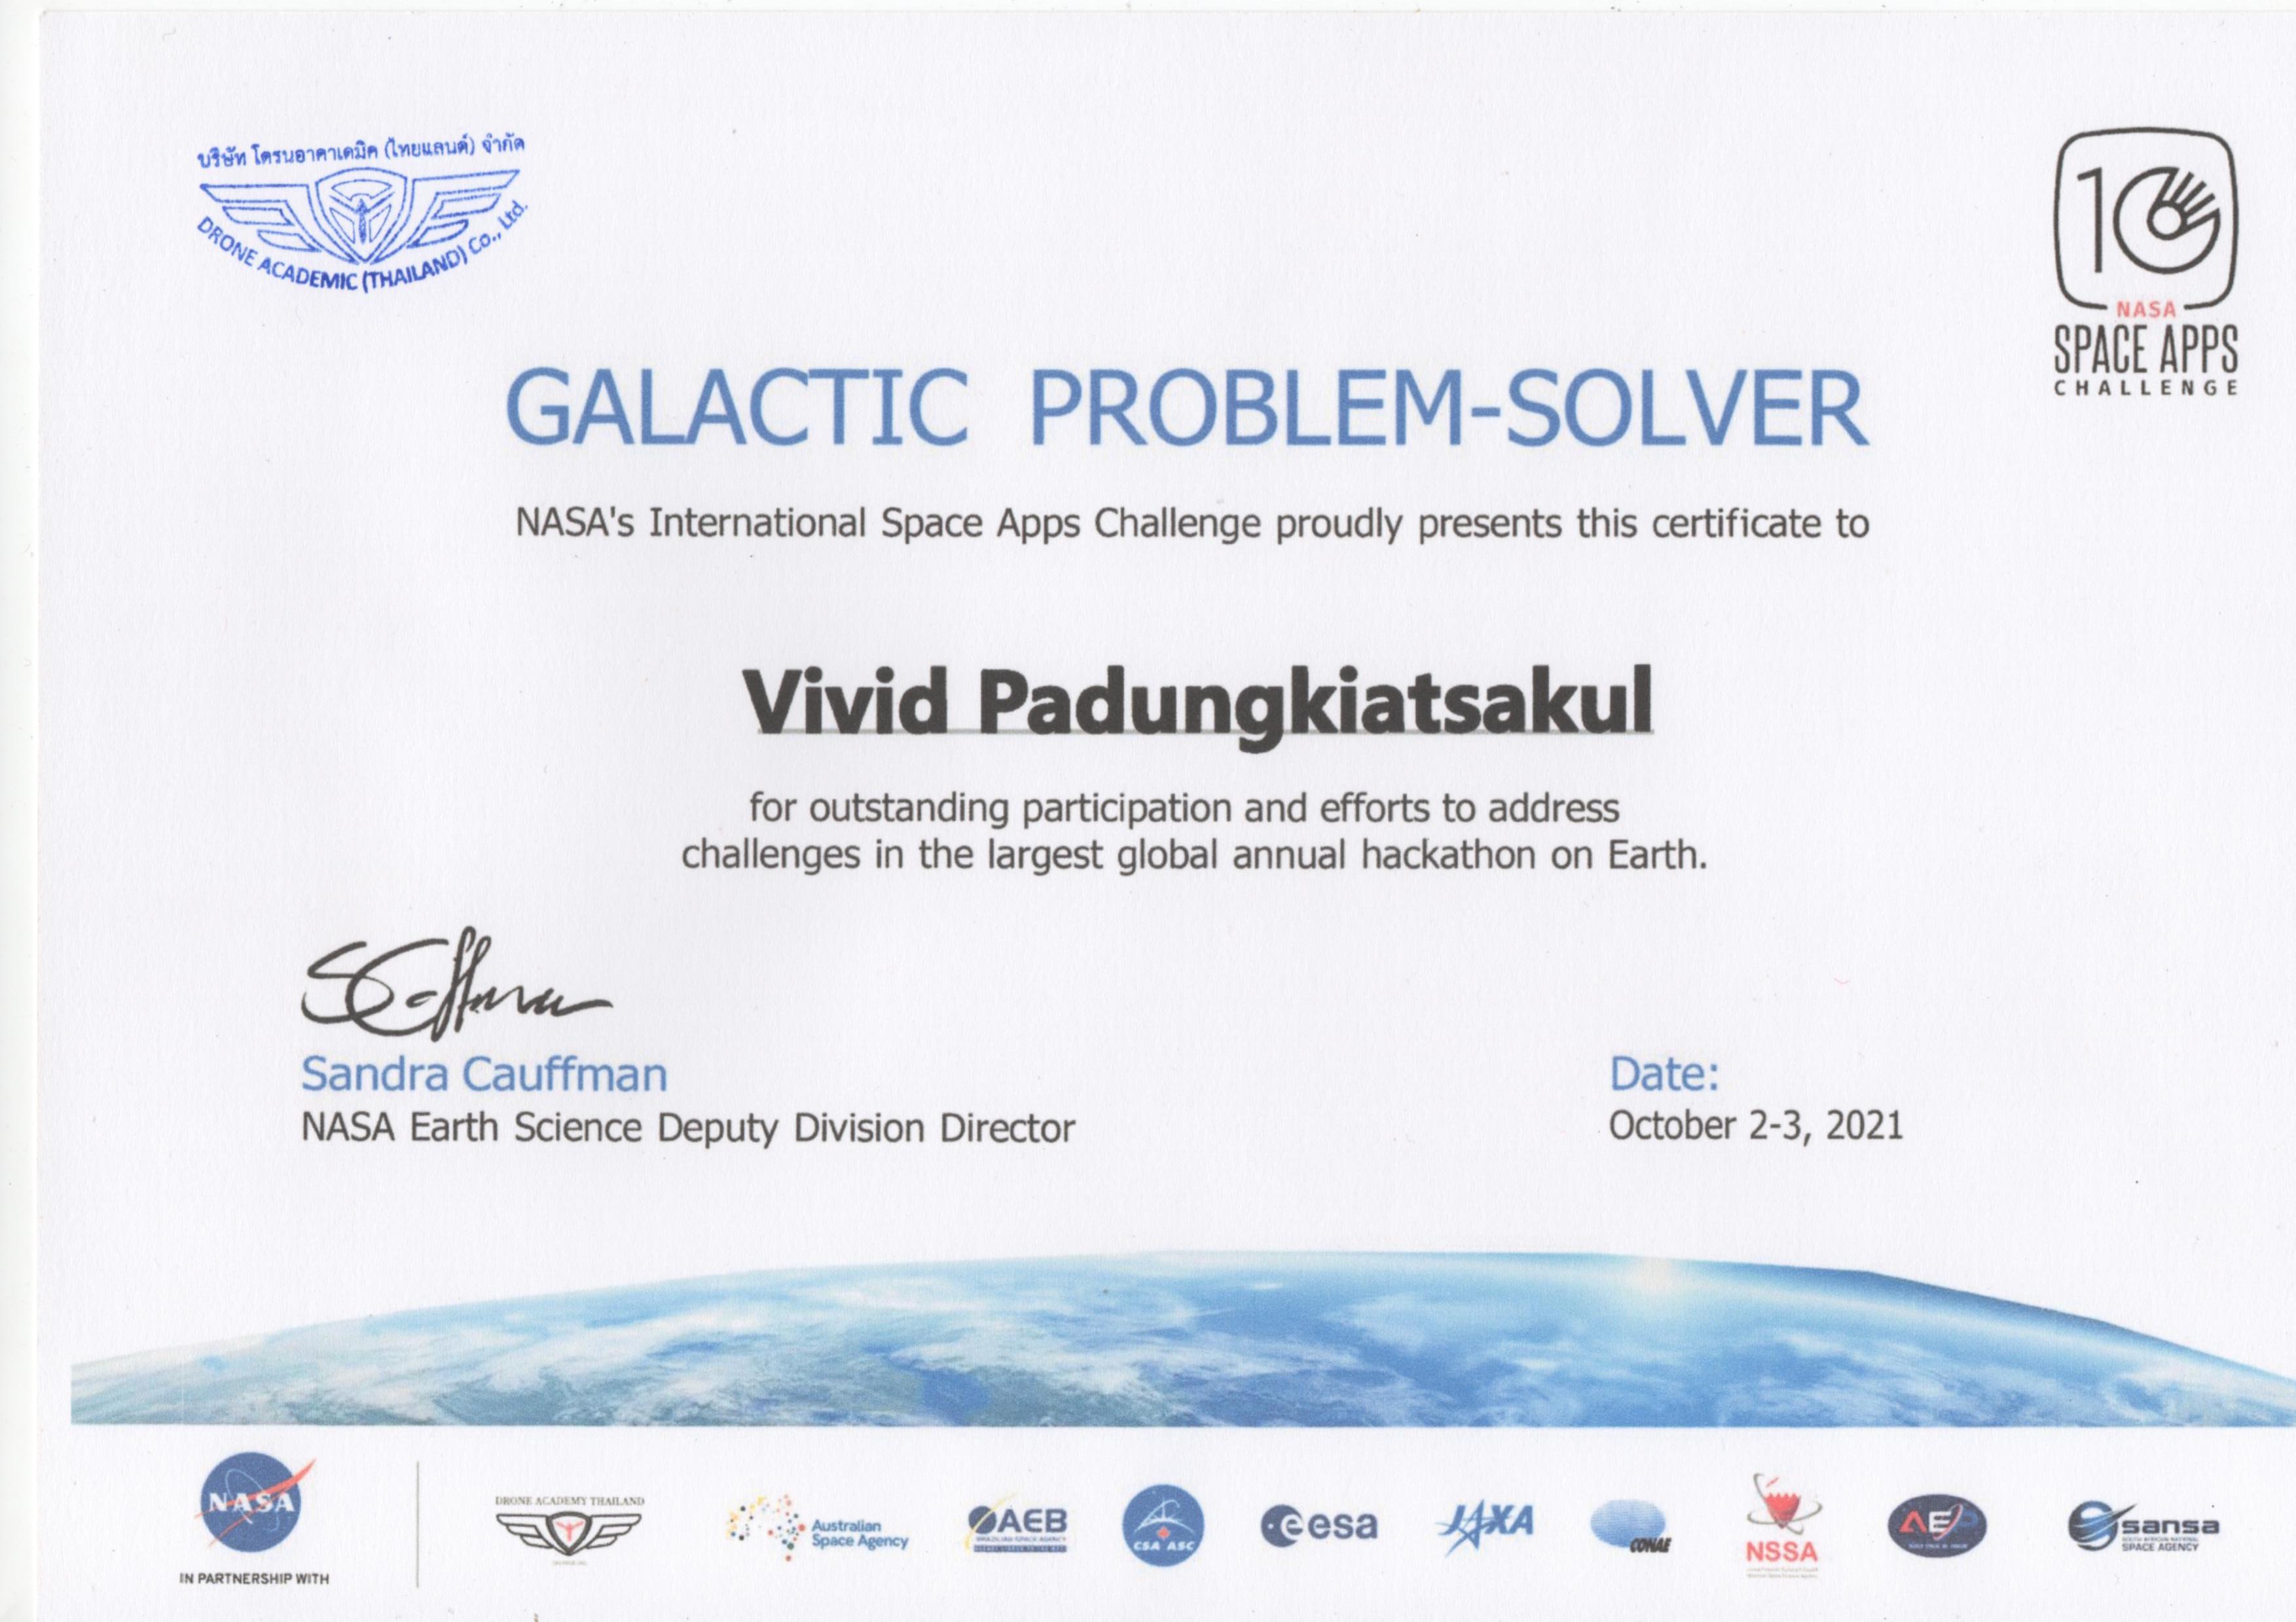 บริษัท โดรนอาคาเดมิค (ไทยแลนด์) จำกัด
DRONE ACADEMIC (THAILAND) Co., Ltd.
10
NASA
SPACE APPS
CHALLENGE
GALACTIC PROBLEM-SOLVER
NASA's International Space Apps Challenge proudly presents this certificate to
Vivid Padungkiatsakul
for outstanding participation and efforts to address
challenges in the largest global annual hackathon on Earth.
Sandra Cauffman
NASA Earth Science Deputy Division Director
Date:
October 2-3, 2021
NASA
IN PARTNERSHIP WITH
DRONE ACADEMY THAILAND
Australian
Space Agency
AEB
CSA ASC
esa
JAXA
CONAE
NSSA
AEP
sansa
SOUTH AFRICAN NATIONAL
SPACE AGENCY